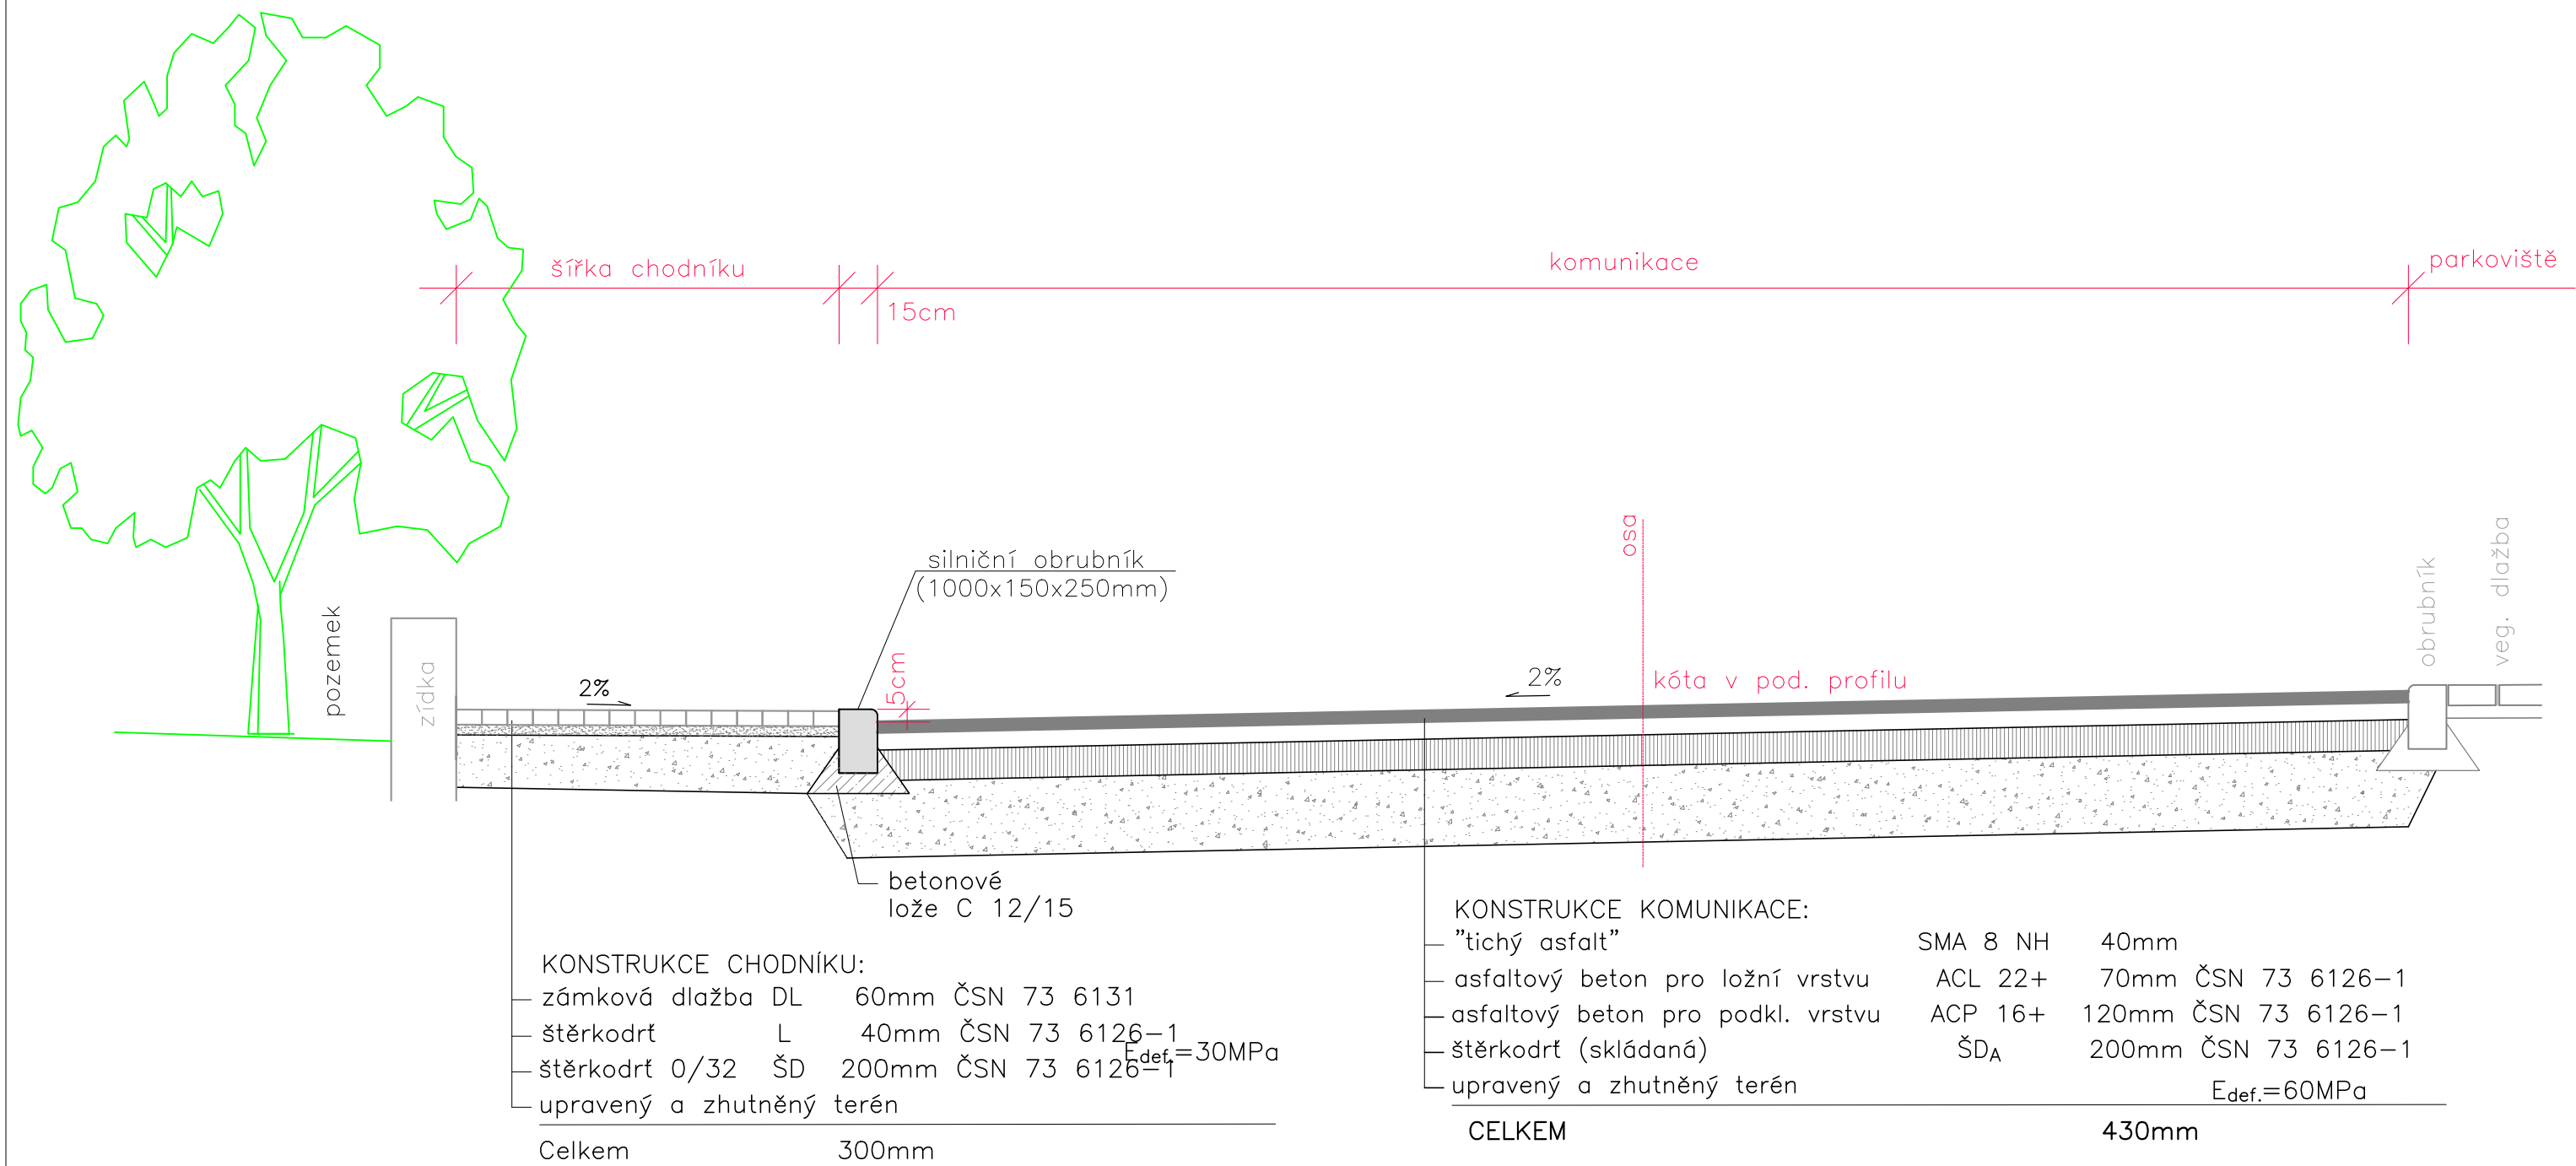 šířka chodníku
komunikace
parkoviště
15cm
osa
silniční obrubník
(1000x150x250mm)
pozemek
zídka
2%
5cm
2%
kóta v pod. profilu
obrubník
veg. dlažba
betonové
lože C 12/15
KONSTRUKCE CHODNÍKU:
zámková dlažba DL 60mm ČSN 73 6131
štěrkodrť L 40mm ČSN 73 6126-1
štěrkodrť 0/32 ŠD 200mm ČSN 73 6126-1
Edef.=30MPa
upravený a zhutněný terén
Celkem 300mm
KONSTRUKCE KOMUNIKACE:
"tichý asfalt" SMA 8 NH 40mm
asfaltový beton pro ložní vrstvu ACL 22+ 70mm ČSN 73 6126-1
asfaltový beton pro podkl. vrstvu ACP 16+ 120mm ČSN 73 6126-1
štěrkodrť (skládaná) ŠDA 200mm ČSN 73 6126-1
upravený a zhutněný terén Edef.=60MPa
CELKEM 430mm